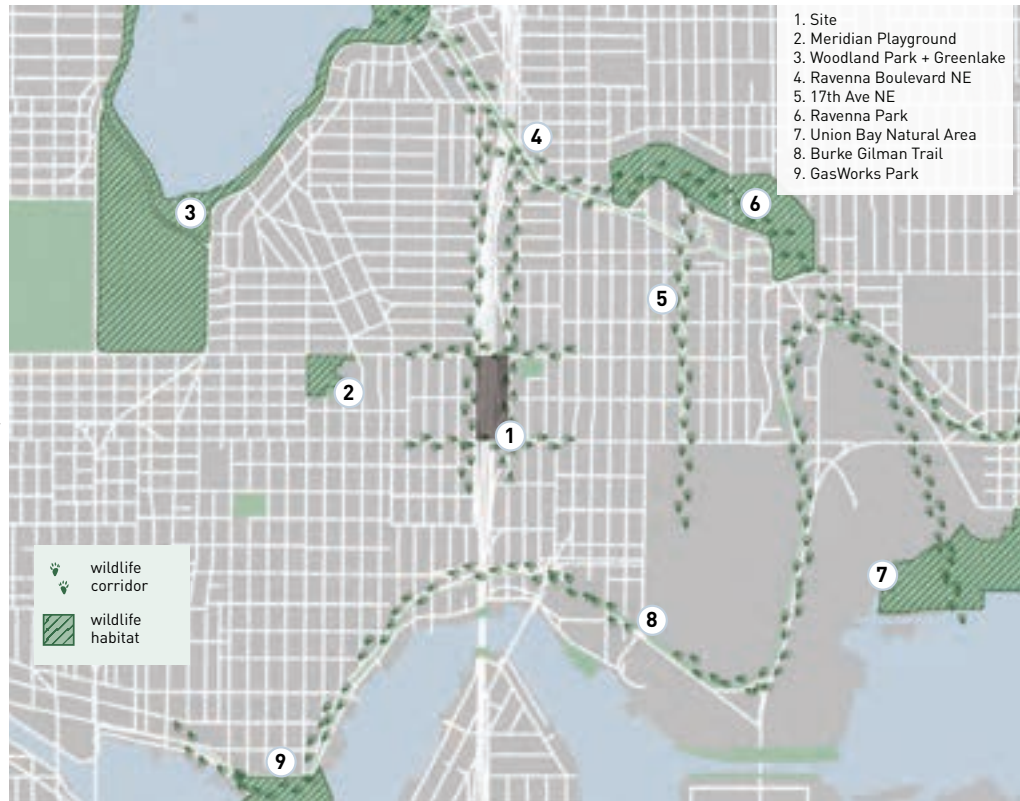 1. Site
2. Meridian Playground
3. Woodland Park + Greenlake
4. Ravenna Boulevard NE
5. 17th Ave NE
6. Ravenna Park
7. Union Bay Natural Area
8. Burke Gilman Trail
9. GasWorks Park
4
6
3
5
2
1
wildlife
corridor
wildlife
habitat
7
8
9